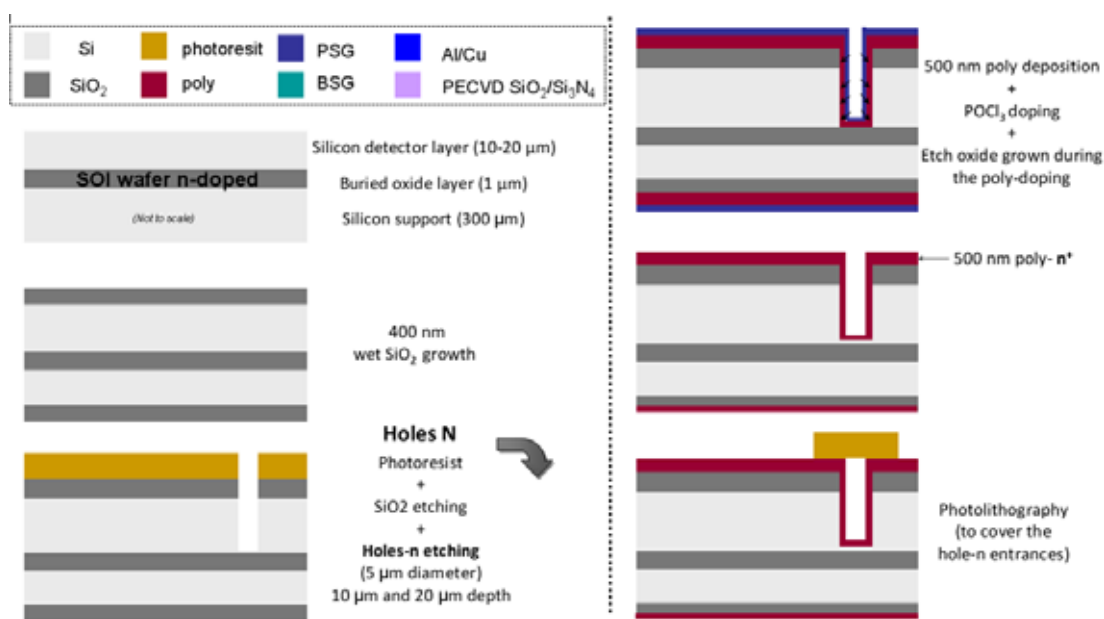 Si
photoresit
PSG
Al/Cu
SiO2
poly
BSG
PECVD SiO2/Si3N4
SOI wafer n-doped
(Not to scale)
Silicon detector layer (10-20 μm)
Buried oxide layer (1 μm)
Silicon support (300 μm)
400 nm
wet SiO2 growth
Holes N
Photoresist
+
SiO2 etching
+
Holes-n etching
(5 μm diameter)
10 μm and 20 μm depth
500 nm poly deposition
+
POCl3 doping
+
Etch oxide grown during
the poly-doping
500 nm poly- n+
Photolithography
(to cover the
hole-n entrances)